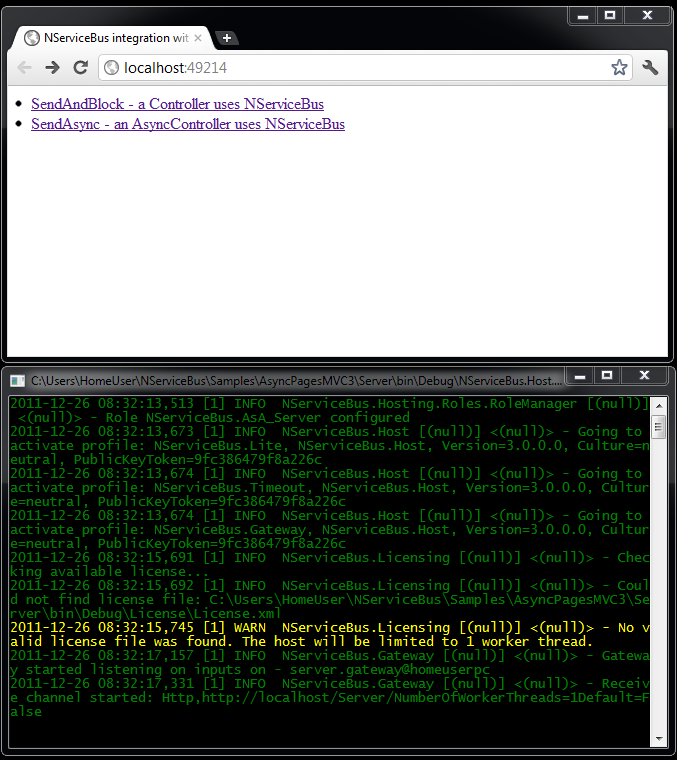 NServiceBus integration wit
localhost:49214
SendAndBlock - a Controller uses NServiceBus
SendAsync - an AsyncController uses NServiceBus
C:\Users\HomeUser\NServiceBus\Samples\AsyncPagesMVC3\Server\bin\Debug\NServiceBus.Host....
2011-12-26 08:32:13,513 [1] INFO  NServiceBus.Hosting.Roles.RoleManager [(null)]
 <(null)> - Role NServiceBus.AsA_Server configured
2011-12-26 08:32:13,673 [1] INFO  NServiceBus.Host [(null)] <(null)> - Going to
activate profile: NServiceBus.Lite, NServiceBus.Host, Version=3.0.0.0, Culture=n
eutral, PublicKeyToken=9fc386479f8a226c
2011-12-26 08:32:13,674 [1] INFO  NServiceBus.Host [(null)] <(null)> - Going to
activate profile: NServiceBus.Timeout, NServiceBus.Host, Version=3.0.0.0, Cultur
e=neutral, PublicKeyToken=9fc386479f8a226c
2011-12-26 08:32:13,674 [1] INFO  NServiceBus.Host [(null)] <(null)> - Going to
activate profile: NServiceBus.Gateway, NServiceBus.Host, Version=3.0.0.0, Cultur
e=neutral, PublicKeyToken=9fc386479f8a226c
2011-12-26 08:32:15,691 [1] INFO  NServiceBus.Licensing [(null)] <(null)> - Chec
king available license...
2011-12-26 08:32:15,692 [1] INFO  NServiceBus.Licensing [(null)] <(null)> - Coul
d not find license file: C:\Users\HomeUser\NServiceBus\Samples\AsyncPagesMVC3\Se
rver\bin\Debug\License\License.xml
2011-12-26 08:32:15,745 [1] WARN  NServiceBus.Licensing [(null)] <(null)> - No v
alid license file was found. The host will be limited to 1 worker thread.
2011-12-26 08:32:17,157 [1] INFO  NServiceBus.Gateway [(null)] <(null)> - Gatewa
y started listening on inputs on - server.gateway@homeuserpc
2011-12-26 08:32:17,331 [1] INFO  NServiceBus.Gateway [(null)] <(null)> - Receiv
e channel started: Http,http://localhost/Server/NumberOfWorkerThreads=1Default=F
alse